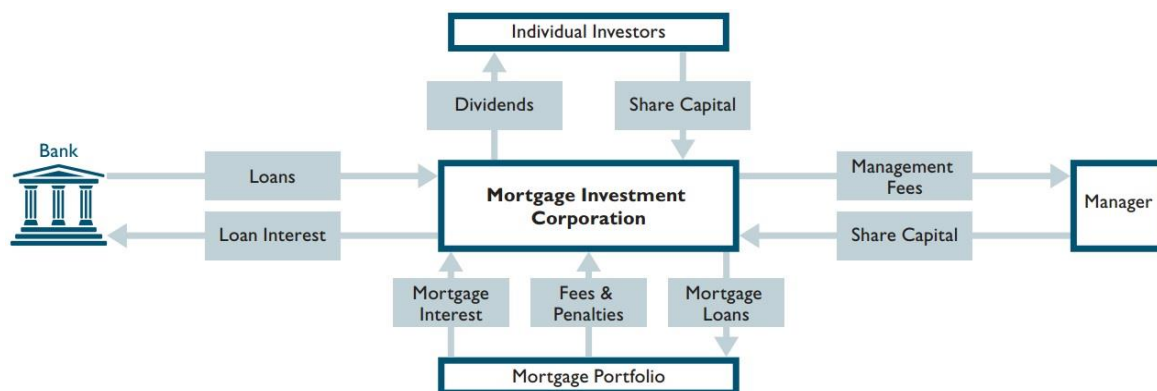 Individual Investors
Dividends
Share Capital
Bank
Loans
Mortgage Investment
Corporation
Management
Fees
Manager
Loan Interest
Share Capital
Mortgage
Interest
Fees &
Penalties
Mortgage
Loans
Mortgage Portfolio